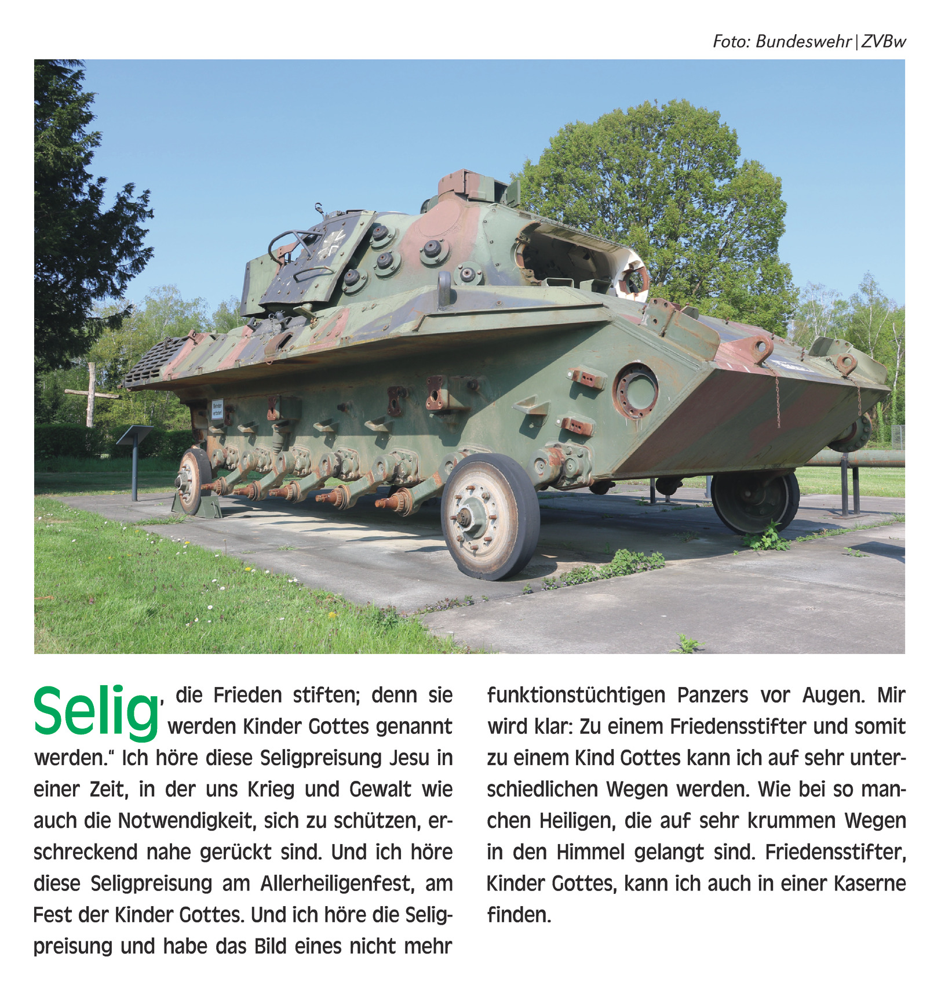 Foto: Bundeswehr | ZVBw
Betreten
verboten!
Selig, die Frieden stiften; denn sie
werden Kinder Gottes genannt
werden.“ Ich höre diese Seligpreisung Jesu in
einer Zeit, in der uns Krieg und Gewalt wie
auch die Notwendigkeit, sich zu schützen, er-
schreckend nahe gerückt sind. Und ich höre
diese Seligpreisung am Allerheiligenfest, am
Fest der Kinder Gottes. Und ich höre die Selig-
preisung und habe das Bild eines nicht mehr
funktionstüchtigen Panzers vor Augen. Mir
wird klar: Zu einem Friedensstifter und somit
zu einem Kind Gottes kann ich auf sehr unter-
schiedlichen Wegen werden. Wie bei so man-
chen Heiligen, die auf sehr krummen Wegen
in den Himmel gelangt sind. Friedensstifter,
Kinder Gottes, kann ich auch in einer Kaserne
finden.